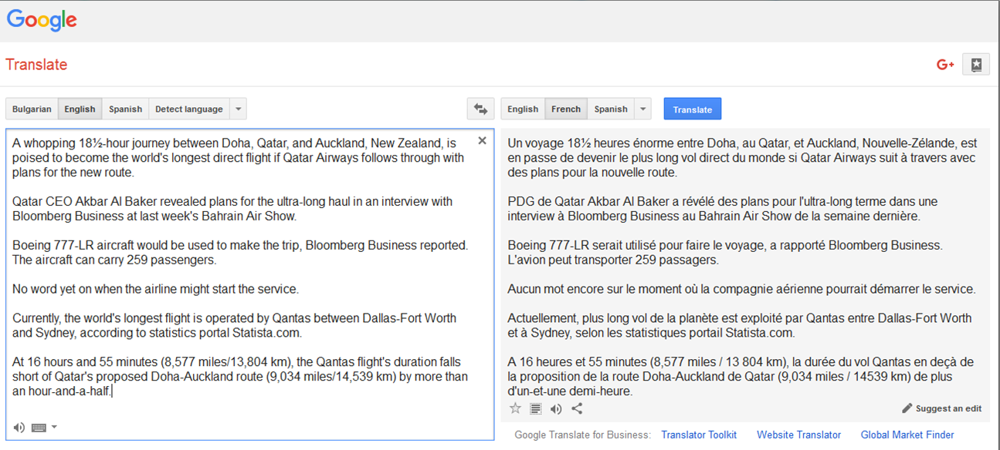 Google
Translate
G+
Bulgarian English Spanish Detect language
English French Spanish Translate
A whopping 18½-hour journey between Doha, Qatar, and Auckland, New Zealand, is
poised to become the world's longest direct flight if Qatar Airways follows through with
plans for the new route.
Qatar CEO Akbar Al Baker revealed plans for the ultra-long haul in an interview with
Bloomberg Business at last week's Bahrain Air Show.
Boeing 777-LR aircraft would be used to make the trip, Bloomberg Business reported.
The aircraft can carry 259 passengers.
No word yet on when the airline might start the service.
Currently, the world's longest flight is operated by Qantas between Dallas-Fort Worth
and Sydney, according to statistics portal Statista.com.
At 16 hours and 55 minutes (8,577 miles/13,804 km), the Qantas flight's duration falls
short of Qatar's proposed Doha-Auckland route (9,034 miles/14,539 km) by more than
an hour-and-a-half.
Un voyage 18½ heures énorme entre Doha, au Qatar, et Auckland, Nouvelle-Zélande, est
en passe de devenir le plus long vol direct du monde si Qatar Airways suit à travers avec
des plans pour la nouvelle route.
PDG de Qatar Akbar Al Baker a révélé des plans pour l'ultra-long terme dans une
interview à Bloomberg Business au Bahrain Air Show de la semaine dernière.
Boeing 777-LR serait utilisé pour faire le voyage, a rapporté Bloomberg Business.
L'avion peut transporter 259 passagers.
Aucun mot encore sur le moment où la compagnie aérienne pourrait démarrer le service.
Actuellement, plus long vol de la planète est exploité par Qantas entre Dallas-Fort Worth
et à Sydney, selon les statistiques portail Statista.com.
A 16 heures et 55 minutes (8,577 miles / 13 804 km), la durée du vol Qantas en deçà de
la proposition de la route Doha-Auckland de Qatar (9,034 miles / 14539 km) de plus
d'un-et-une demi-heure.
Suggest an edit
Google Translate for Business: Translator Toolkit Website Translator Global Market Finder